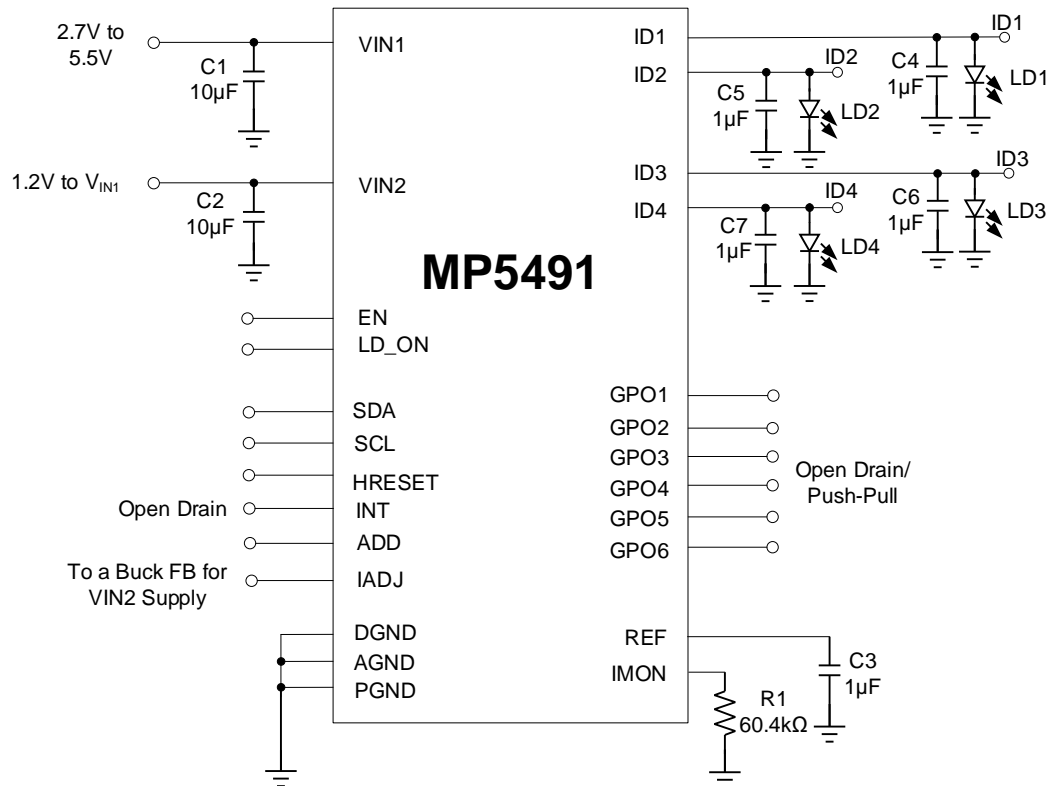 2.7V to
5.5V
C1
10µF
VIN1
1.2V to VIN1
C2
10µF
VIN2
MP5491
EN
LD_ON
SDA
SCL
HRESET
Open Drain
INT
ADD
To a Buck FB for
VIN2 Supply
IADJ
DGND
AGND
PGND
ID1
ID1
C4
1µF
LD1
ID2
ID2
C5
1µF
LD2
ID3
ID3
C6
1µF
LD3
ID4
ID4
C7
1µF
LD4
GPO1
GPO2
GPO3
GPO4
GPO5
GPO6
Open Drain/
Push-Pull
REF
C3
1µF
IMON
R1
60.4kΩ